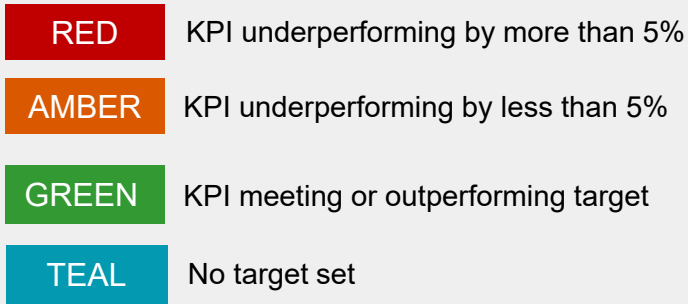 RED KPI underperforming by more than 5%
AMBER KPI underperforming by less than 5%
GREEN KPI meeting or outperforming target
TEAL No target set